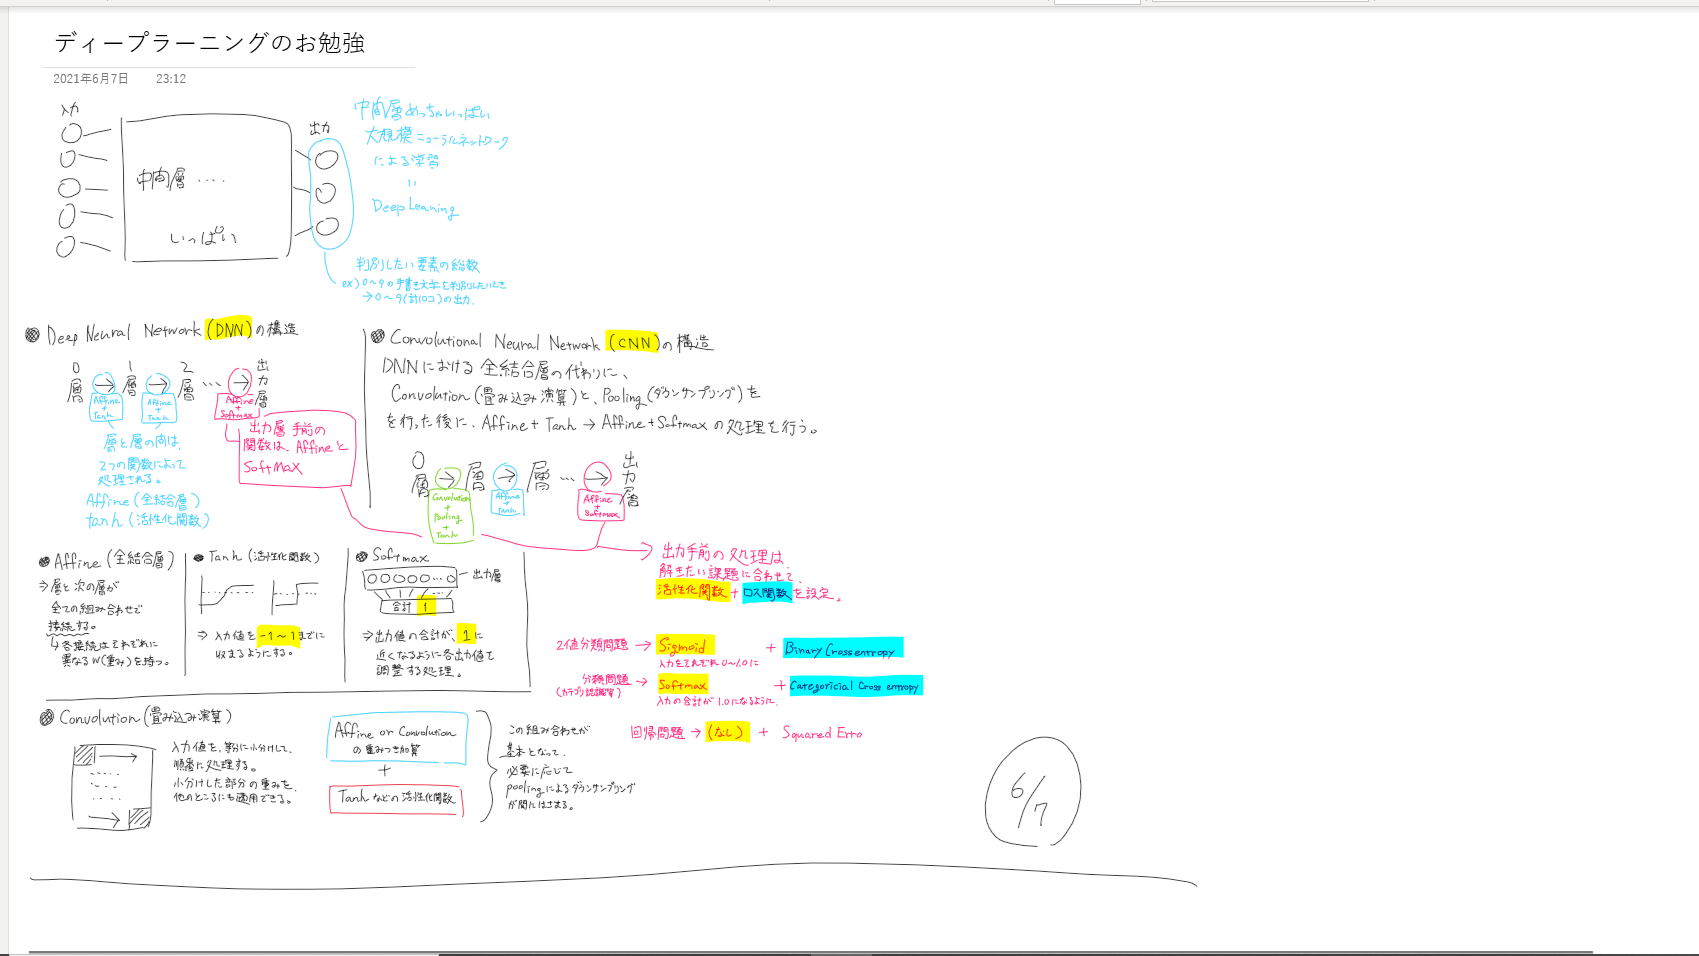 ディープラーニングのお勉強
2021年6月7日 23:12
入力
中間層 ....
いっぱい
出力
中間層めっちゃいっぱい
大規模ニューラルネットワーク
による学習
=
Deep Leaning
判別したい要素の総数
ex) 0~9の手書き文字を判別したいとき
→0~9(計10コ)の出力.
Deep Neural Network (DNN)の構造
0層 → 1層 → 2層 ... → 出力層
Affine + Tanh
Affine + Tanh
Affine + Softmax
層と層の間は、
2つの関数によって
処理される。
Affine (全結合層)
tanh (活性化関数)
出力層 手前の
関数は、Affineと
SoftMax
Convolutional Neural Network (CNN)の構造
DNNにおける 全結合層の代わりに、
Convolution (畳み込み演算)と、Pooling (ダウンサンプリング)を
を行った後に、Affine+Tanh → Affine+Softmax の処理を行う。
0層 → 層 → 層 ... → 出力層
Convolution + Pooling + Tanh
Affine + Tanh
Affine + Softmax
出力手前の処理は、
解きたい課題に合わせて、
活性化関数 + ロス関数を設定。
2値分類問題 → Sigmoid + Binary Crossentropy
入力をそれぞれ 0~1.0に
分類問題 → Softmax + Categoricial Cross entropy
(カテゴリ認識等)
入力の合計が 1.0になるように.
回帰問題 → (なし) + Squared Erro
Affine (全結合層)
⇒層と次の層が
全ての組み合わせで
接続する。
↳各接続はそれぞれに
異なるW(重み)を持つ。
Tanh (活性化関数)
⇒ 入力値を -1~1までに
収まるようにする。
Softmax
出力層
合計 1
⇒出力値の合計が、1に
近くなるように各出力値を
調整する処理。
Convolution (畳み込み演算)
入力値を、等分に小分けして、
順番に処理する。
小分けした部分の重みを、
他のところにも適用できる。
Affine or Convolution
の重みつき加算
+
Tanhなどの活性化関数
この組み合わせが
基本となって、
必要に応じて
poolingによるダウンサンプリング
が間にはさまる。
6/7